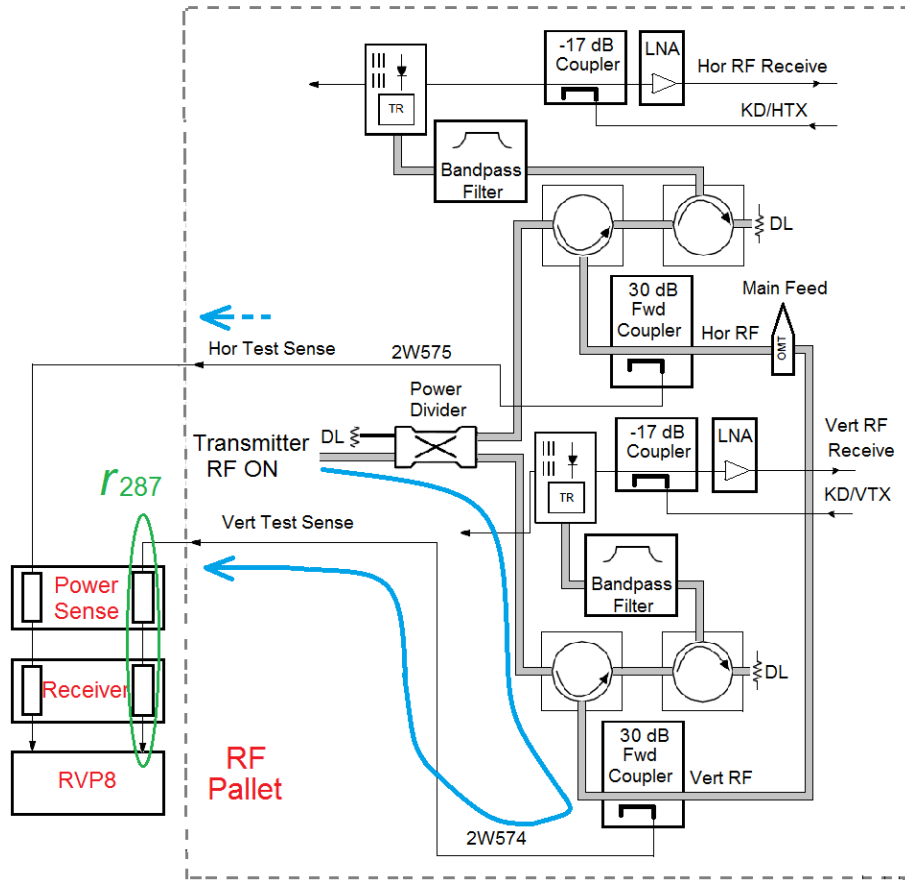 -17 dB
Coupler
LNA
Hor RF Receive
KD/HTX
TR
Bandpass
Filter
DL
30 dB
Fwd
Coupler
Main Feed
Hor RF
OMT
Hor Test Sense
2W575
Power
Divider
DL
Transmitter
RF ON
-17 dB
Coupler
LNA
Vert RF
Receive
KD/VTX
TR
r287
Vert Test Sense
Bandpass
Filter
Power
Sense
Receiver
DL
RVP8
RF
Pallet
30 dB
Fwd
Coupler
Vert RF
2W574